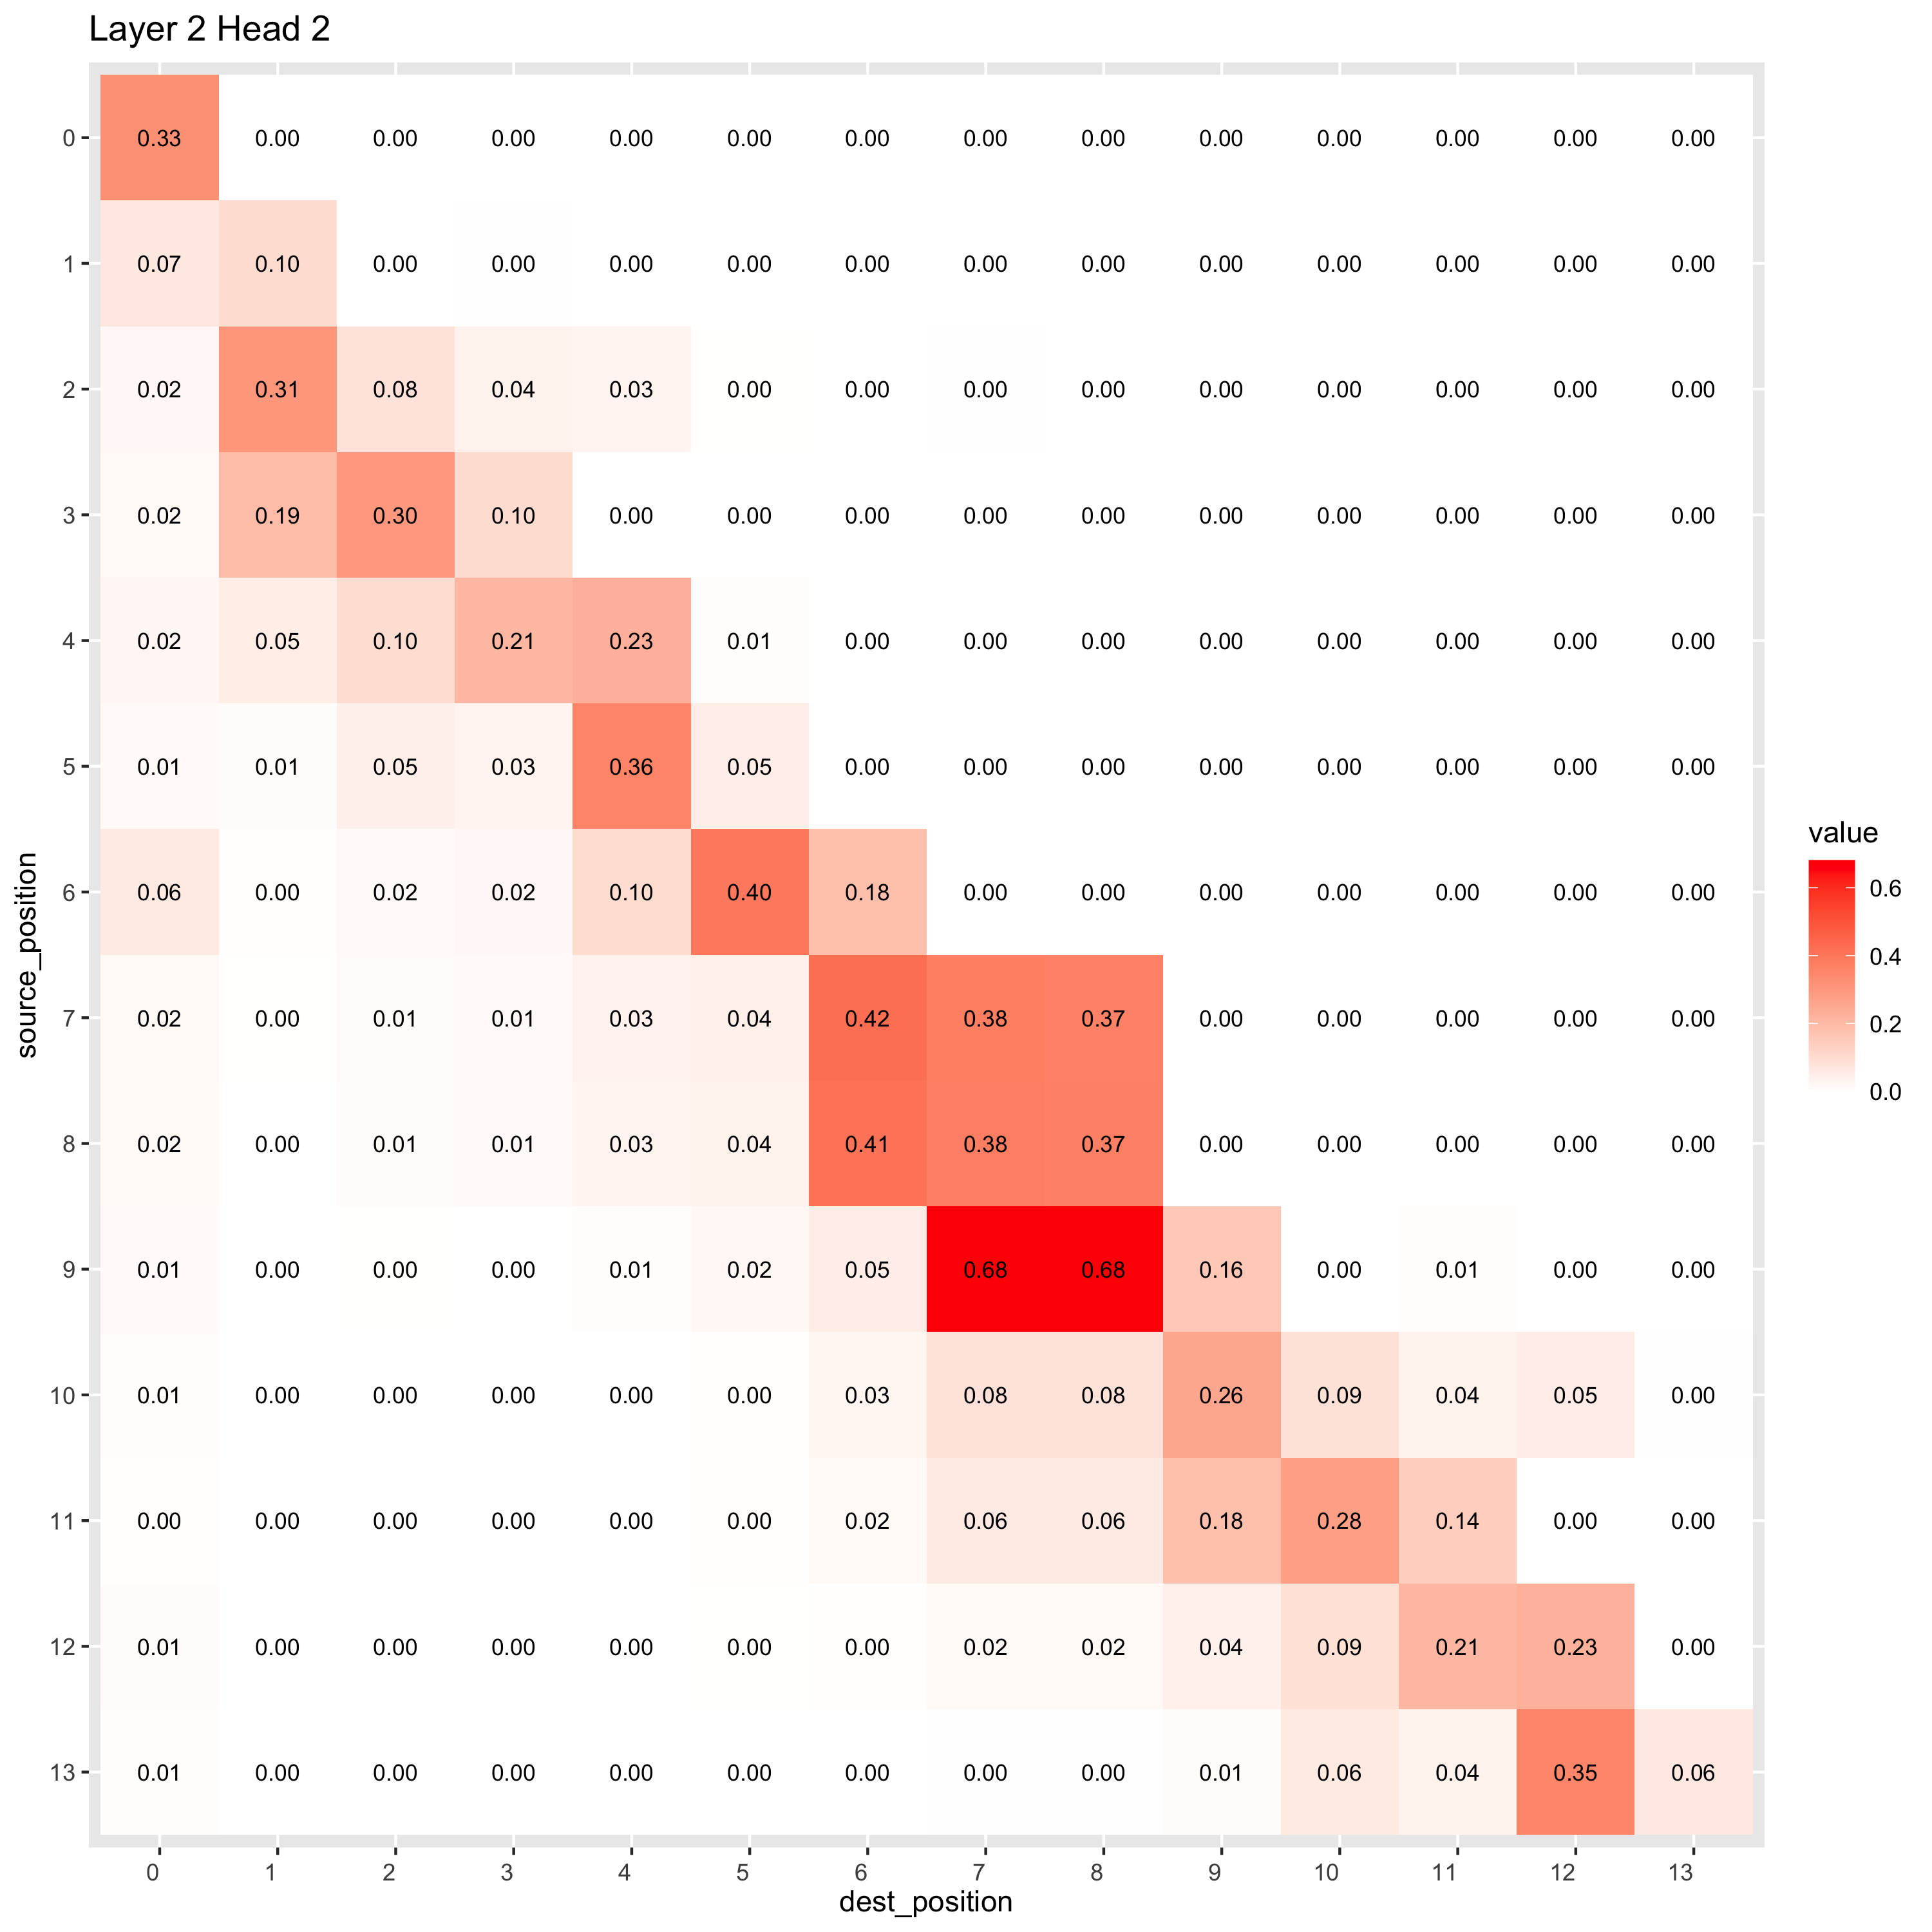 Layer 2 Head 2
0 0.33 0.00 0.00 0.00 0.00 0.00 0.00 0.00 0.00 0.00 0.00 0.00 0.00 0.00
1 0.07 0.10 0.00 0.00 0.00 0.00 0.00 0.00 0.00 0.00 0.00 0.00 0.00 0.00
2 0.02 0.31 0.08 0.04 0.03 0.00 0.00 0.00 0.00 0.00 0.00 0.00 0.00 0.00
3 0.02 0.19 0.30 0.10 0.00 0.00 0.00 0.00 0.00 0.00 0.00 0.00 0.00 0.00
4 0.02 0.05 0.10 0.21 0.23 0.01 0.00 0.00 0.00 0.00 0.00 0.00 0.00 0.00
5 0.01 0.01 0.05 0.03 0.36 0.05 0.00 0.00 0.00 0.00 0.00 0.00 0.00 0.00
6 0.06 0.00 0.02 0.02 0.10 0.40 0.18 0.00 0.00 0.00 0.00 0.00 0.00 0.00
7 0.02 0.00 0.01 0.01 0.03 0.04 0.42 0.38 0.37 0.00 0.00 0.00 0.00 0.00
8 0.02 0.00 0.01 0.01 0.03 0.04 0.41 0.38 0.37 0.00 0.00 0.00 0.00 0.00
9 0.01 0.00 0.00 0.00 0.01 0.02 0.05 0.68 0.68 0.16 0.00 0.01 0.00 0.00
10 0.01 0.00 0.00 0.00 0.00 0.00 0.03 0.08 0.08 0.26 0.09 0.04 0.05 0.00
11 0.00 0.00 0.00 0.00 0.00 0.00 0.02 0.06 0.06 0.18 0.28 0.14 0.00 0.00
12 0.01 0.00 0.00 0.00 0.00 0.00 0.00 0.02 0.02 0.04 0.09 0.21 0.23 0.00
13 0.01 0.00 0.00 0.00 0.00 0.00 0.00 0.00 0.00 0.01 0.06 0.04 0.35 0.06
0 1 2 3 4 5 6 7 8 9 10 11 12 13
dest_position
source_position
value
0.6
0.4
0.2
0.0